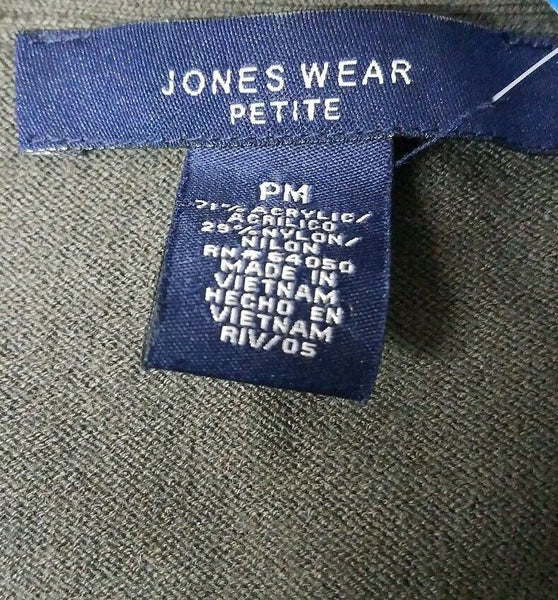 JONES WEAR
PETITE
PM
71% ACRYLIC/
ACRILICO
29% NYLON/
NILON
RN# 64050
MADE IN
VIETNAM
HECHO EN
VIETNAM
RIV/05